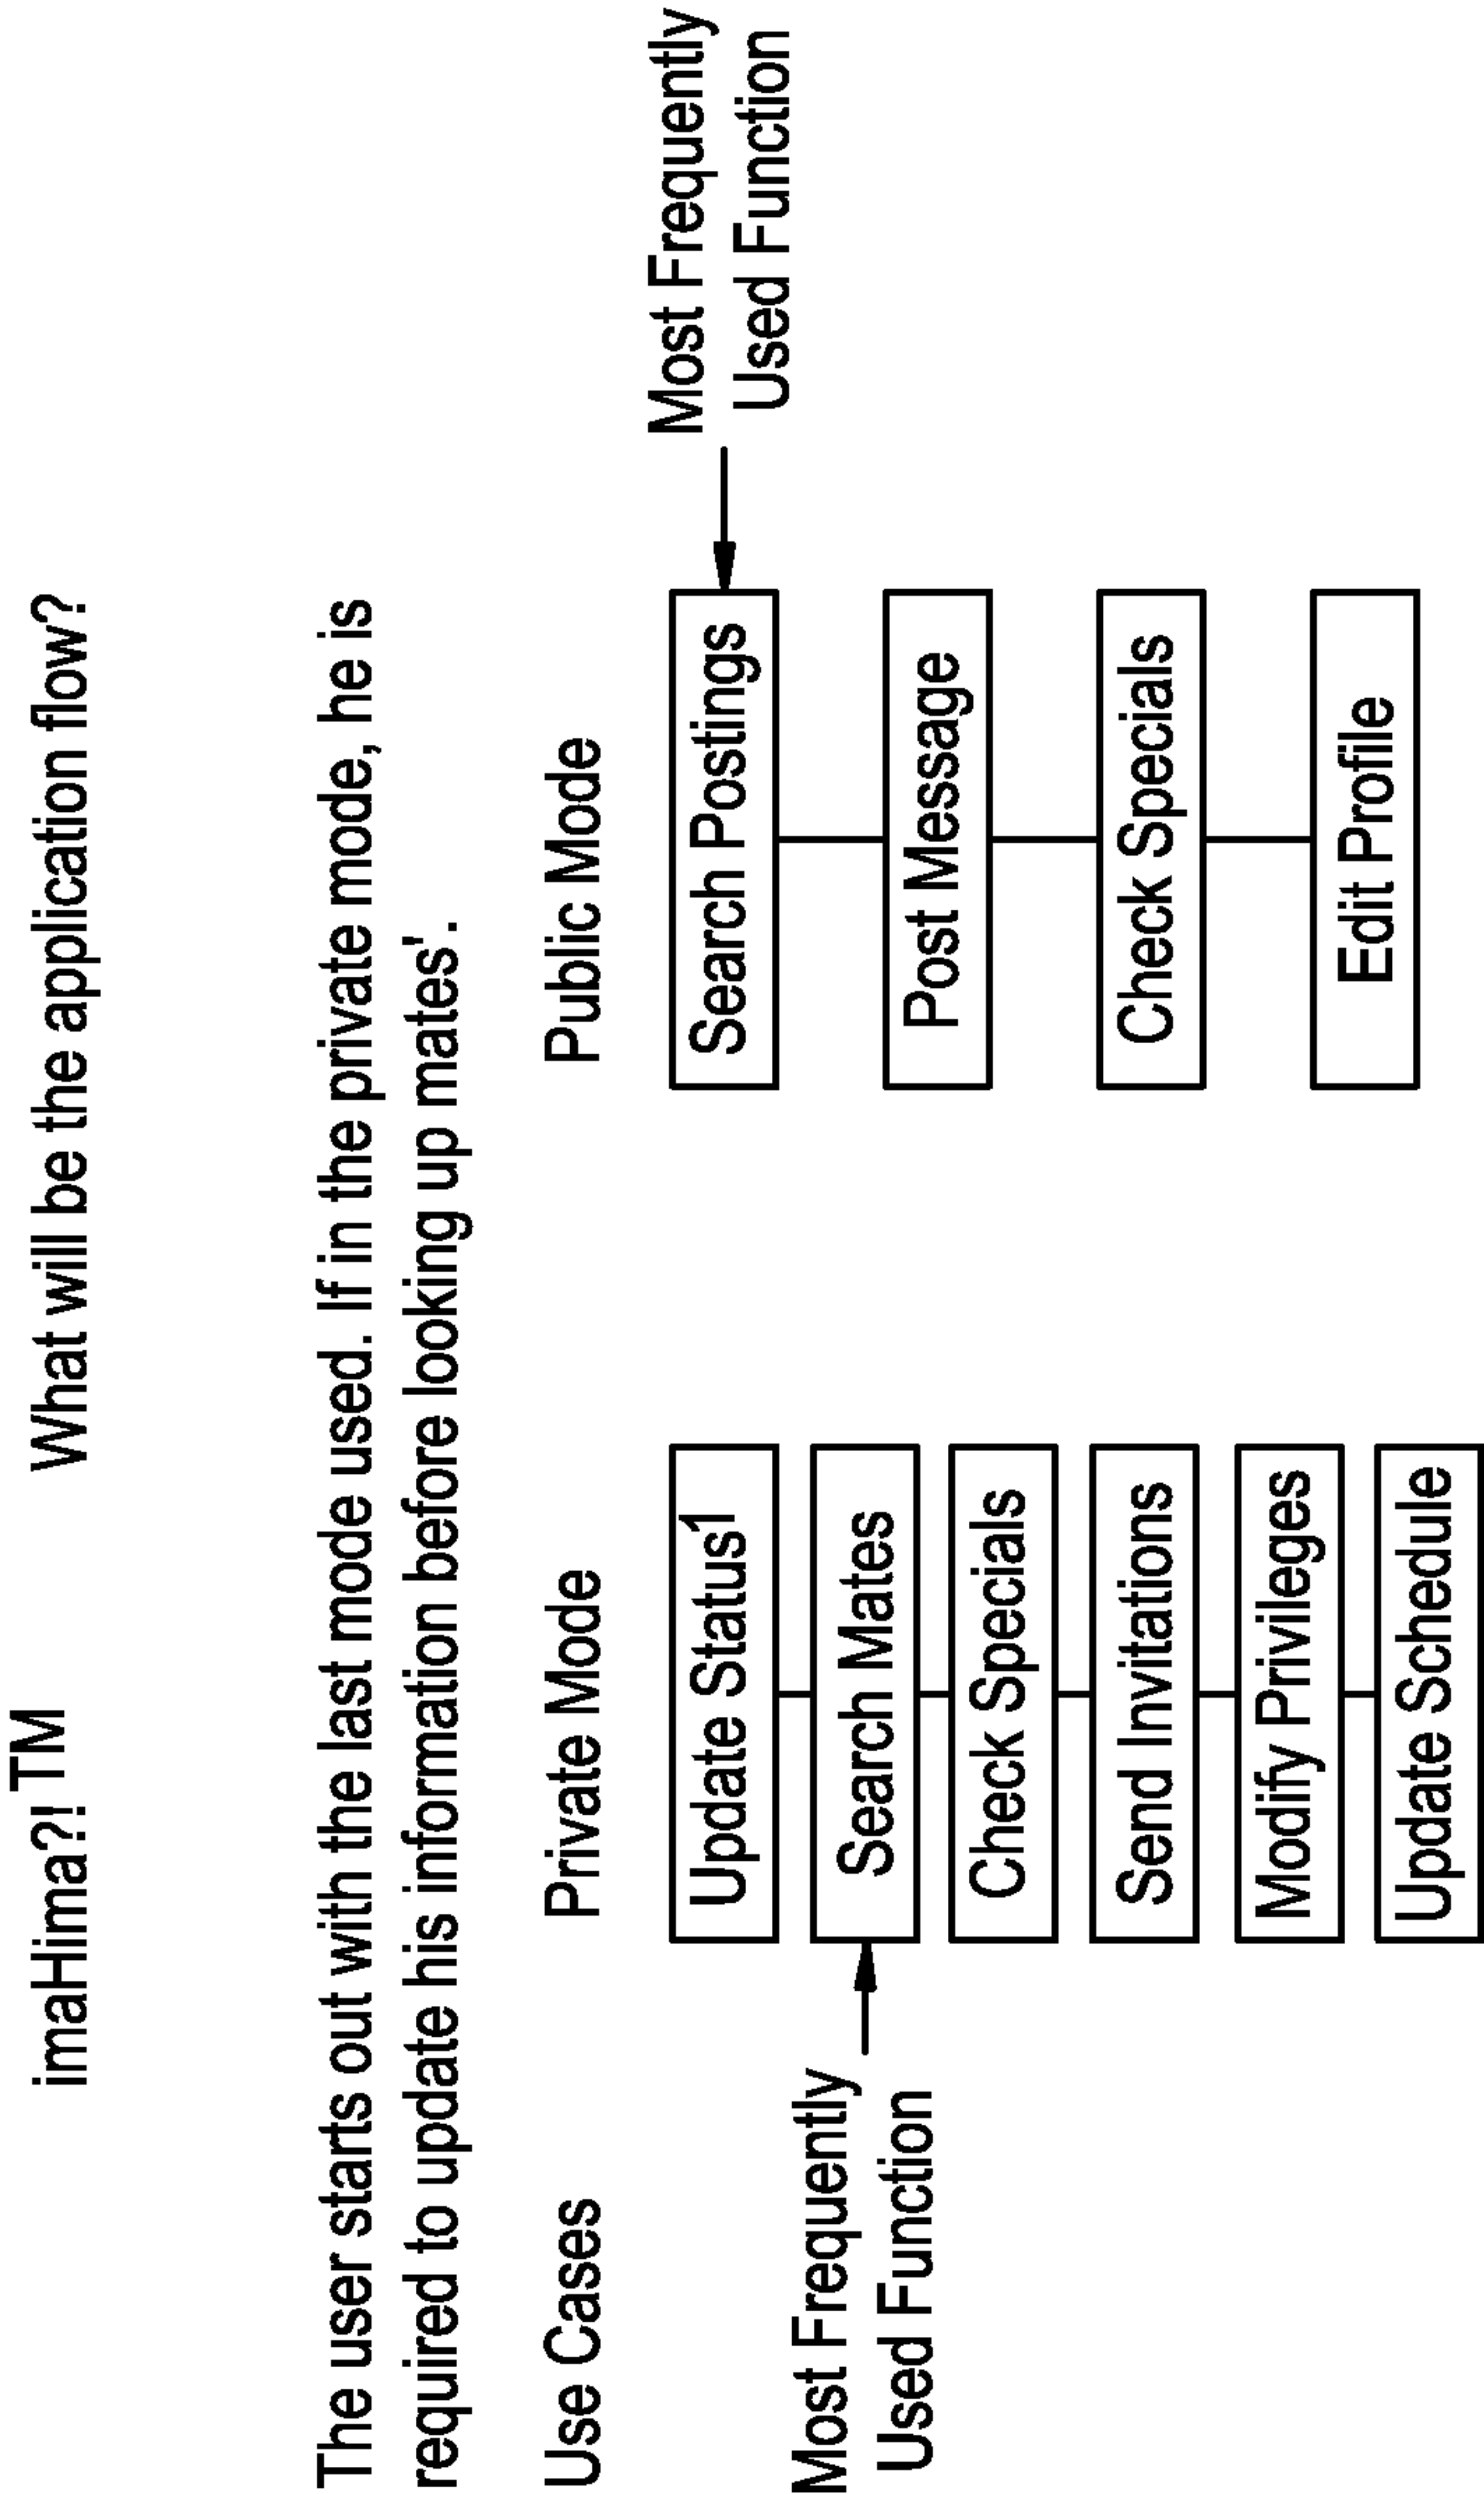 imaHima?! TM What will be the application flow?
The user starts out with the last mode used. If in the private mode, he is
required to update his information before looking up mates'.
Use Cases Private Mode Public Mode
Most Frequently
Used Function
Update Status1
Search Mates
Check Specials
Send Invitations
Modify Privileges
Update Schedule
Search Postings
Post Message
Check Specials
Edit Profile
Most Frequently
Used Function